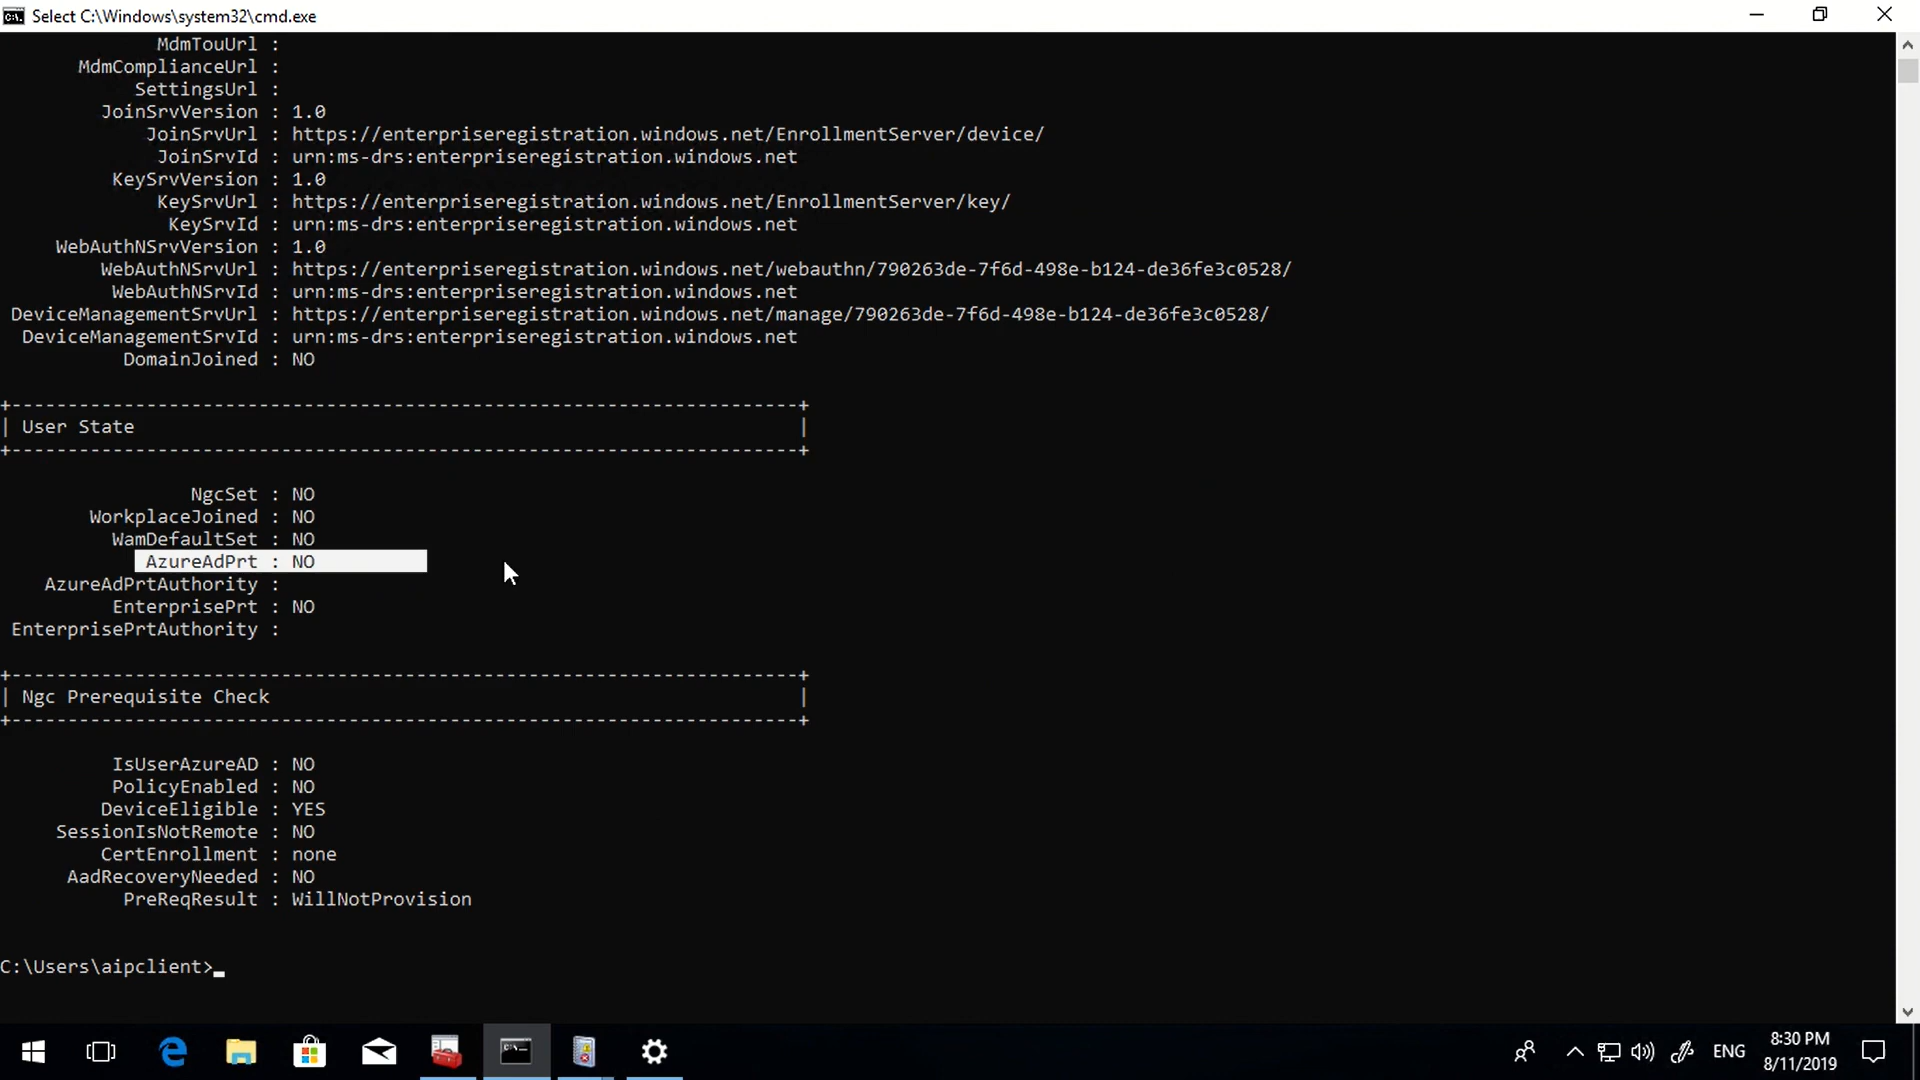 Select C:\Windows\system32\cmd.exe
MdmTouUrl :
MdmComplianceUrl :
SettingsUrl :
JoinSrvVersion : 1.0
JoinSrvUrl : https://enterpriseregistration.windows.net/EnrollmentServer/device/
JoinSrvId : urn:ms-drs:enterpriseregistration.windows.net
KeySrvVersion : 1.0
KeySrvUrl : https://enterpriseregistration.windows.net/EnrollmentServer/key/
KeySrvId : urn:ms-drs:enterpriseregistration.windows.net
WebAuthNSrvVersion : 1.0
WebAuthNSrvUrl : https://enterpriseregistration.windows.net/webauthn/790263de-7f6d-498e-b124-de36fe3c0528/
WebAuthNSrvId : urn:ms-drs:enterpriseregistration.windows.net
DeviceManagementSrvUrl : https://enterpriseregistration.windows.net/manage/790263de-7f6d-498e-b124-de36fe3c0528/
DeviceManagementSrvId : urn:ms-drs:enterpriseregistration.windows.net
DomainJoined : NO
+----------------------------------------------------------------------+
| User State                                                           |
+----------------------------------------------------------------------+
NgcSet : NO
WorkplaceJoined : NO
WamDefaultSet : NO
AzureAdPrt : NO
AzureAdPrtAuthority :
EnterprisePrt : NO
EnterprisePrtAuthority :
+----------------------------------------------------------------------+
| Ngc Prerequisite Check                                               |
+----------------------------------------------------------------------+
IsUserAzureAD : NO
PolicyEnabled : NO
DeviceEligible : YES
SessionIsNotRemote : NO
CertEnrollment : none
AadRecoveryNeeded : NO
PreReqResult : WillNotProvision
C:\Users\aipclient>_
ENG
8:30 PM
8/11/2019